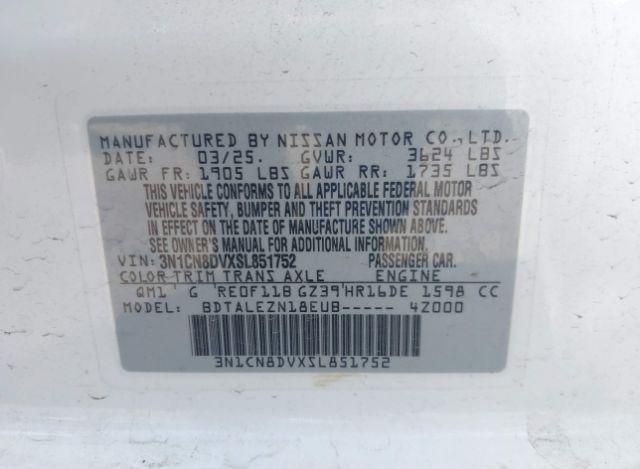 MANUFACTURED BY NISSAN MOTOR CO., LTD.
DATE: 03/25. GVWR: 3624 LBS
GAWR FR: 1905 LBS GAWR RR: 1735 LBS
THIS VEHICLE CONFORMS TO ALL APPLICABLE FEDERAL MOTOR
VEHICLE SAFETY, BUMPER AND THEFT PREVENTION STANDARDS
IN EFFECT ON THE DATE OF MANUFACTURE SHOWN ABOVE.
SEE OWNER'S MANUAL FOR ADDITIONAL INFORMATION.
VIN: 3N1CN8DVXSL851752 PASSENGER CAR.
COLOR TRIM TRANS AXLE ENGINE
QM1 G RE0F11B GZ39 HR16DE 1598 CC
MODEL: BDTALEZN18EUB----- 4Z000
3N1CN8DVXSL851752